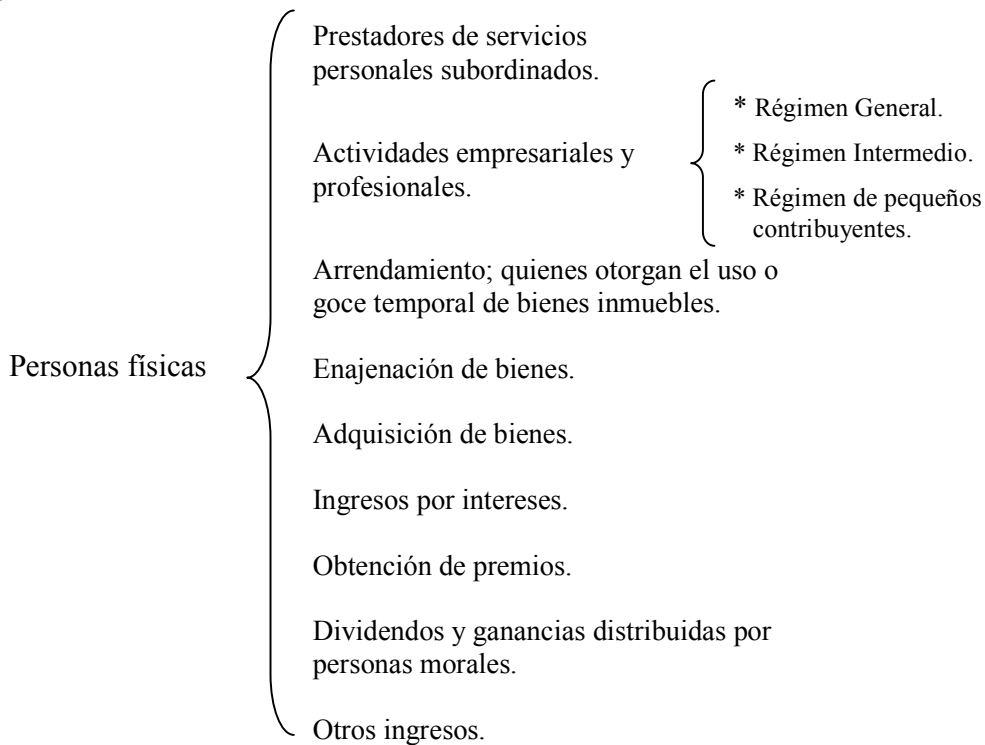 Personas físicas
Prestadores de servicios
personales subordinados.
Actividades empresariales y
profesionales.
* Régimen General.
* Régimen Intermedio.
* Régimen de pequeños
contribuyentes.
Arrendamiento; quienes otorgan el uso o
goce temporal de bienes inmuebles.
Enajenación de bienes.
Adquisición de bienes.
Ingresos por intereses.
Obtención de premios.
Dividendos y ganancias distribuidas por
personas morales.
Otros ingresos.